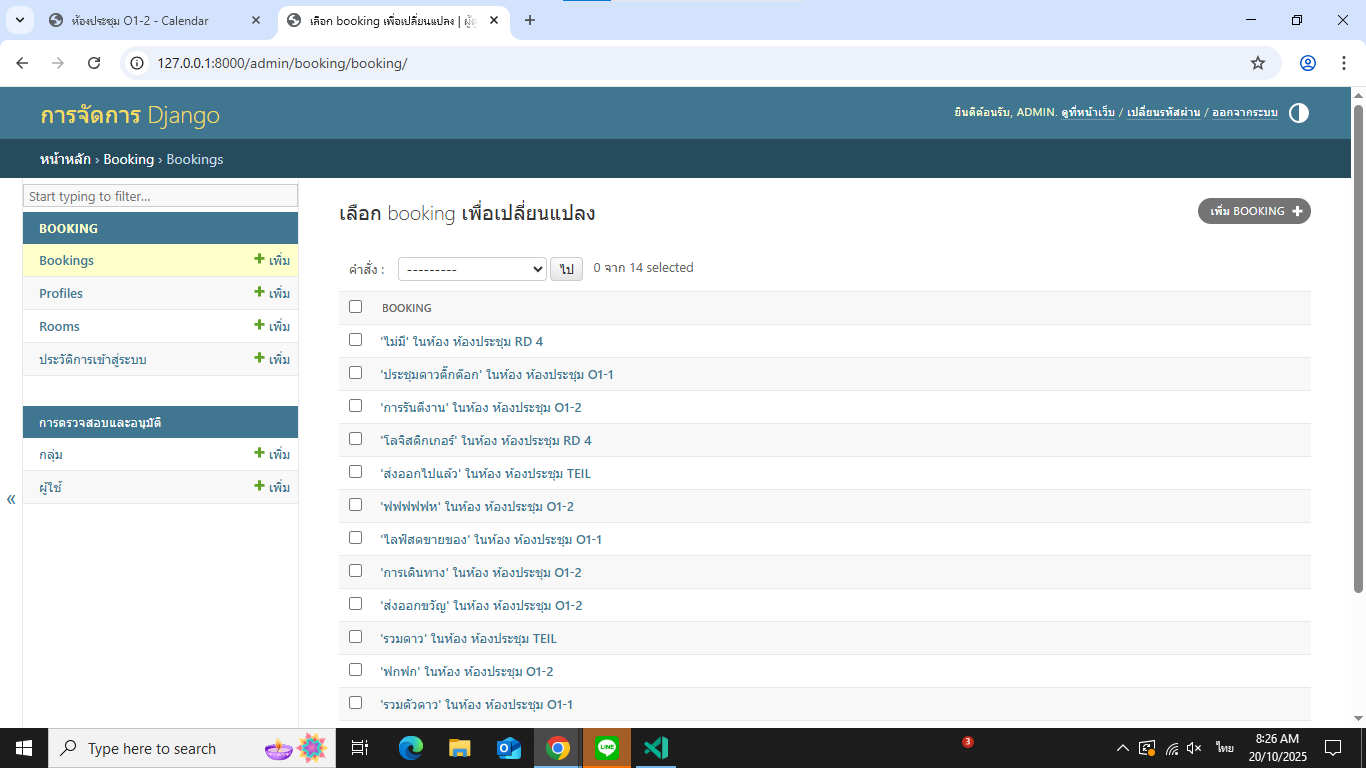 ห้องประชุม O1-2 - Calendar
เลือก booking เพื่อเปลี่ยนแปลง | ผู้ดู
127.0.0.1:8000/admin/booking/booking/
การจัดการ Django
ยินดีต้อนรับ, ADMIN. ดูที่หน้าเว็บ / เปลี่ยนรหัสผ่าน / ออกจากระบบ
หน้าหลัก › Booking › Bookings
Start typing to filter...
BOOKING
Bookings เพิ่ม
Profiles เพิ่ม
Rooms เพิ่ม
ประวัติการเข้าสู่ระบบ เพิ่ม
การตรวจสอบและอนุมัติ
กลุ่ม เพิ่ม
ผู้ใช้ เพิ่ม
«
เลือก booking เพื่อเปลี่ยนแปลง
เพิ่ม BOOKING
คำสั่ง : --------- ไป 0 จาก 14 selected
BOOKING
'ไม่มี' ในห้อง ห้องประชุม RD 4
'ประชุมดาวติ๊กต๊อก' ในห้อง ห้องประชุม O1-1
'การรันตีงาน' ในห้อง ห้องประชุม O1-2
'โลจิสติกเกอร์' ในห้อง ห้องประชุม RD 4
'ส่งออกไปแล้ว' ในห้อง ห้องประชุม TEIL
'ฟฟฟฟฟห' ในห้อง ห้องประชุม O1-2
'ไลฟ์สดขายของ' ในห้อง ห้องประชุม O1-1
'การเดินทาง' ในห้อง ห้องประชุม O1-2
'ส่งออกขวัญ' ในห้อง ห้องประชุม O1-2
'รวมดาว' ในห้อง ห้องประชุม TEIL
'ฟกฟก' ในห้อง ห้องประชุม O1-2
'รวมตัวดาว' ในห้อง ห้องประชุม O1-1
Type here to search
LINE
3
ไทย
8:26 AM
20/10/2025